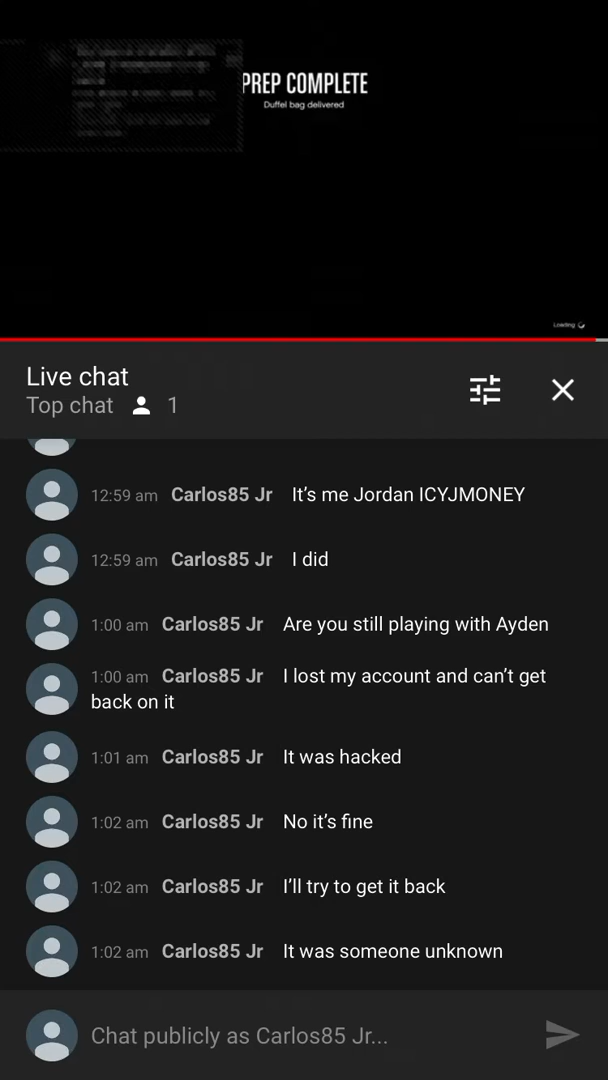 PREP COMPLETE
Duffel bag delivered
Loading
Live chat
Top chat 1
12:59 am Carlos85 Jr It's me Jordan ICYJMONEY
12:59 am Carlos85 Jr I did
1:00 am Carlos85 Jr Are you still playing with Ayden
1:00 am Carlos85 Jr I lost my account and can't get
back on it
1:01 am Carlos85 Jr It was hacked
1:02 am Carlos85 Jr No it's fine
1:02 am Carlos85 Jr I'll try to get it back
1:02 am Carlos85 Jr It was someone unknown
Chat publicly as Carlos85 Jr...